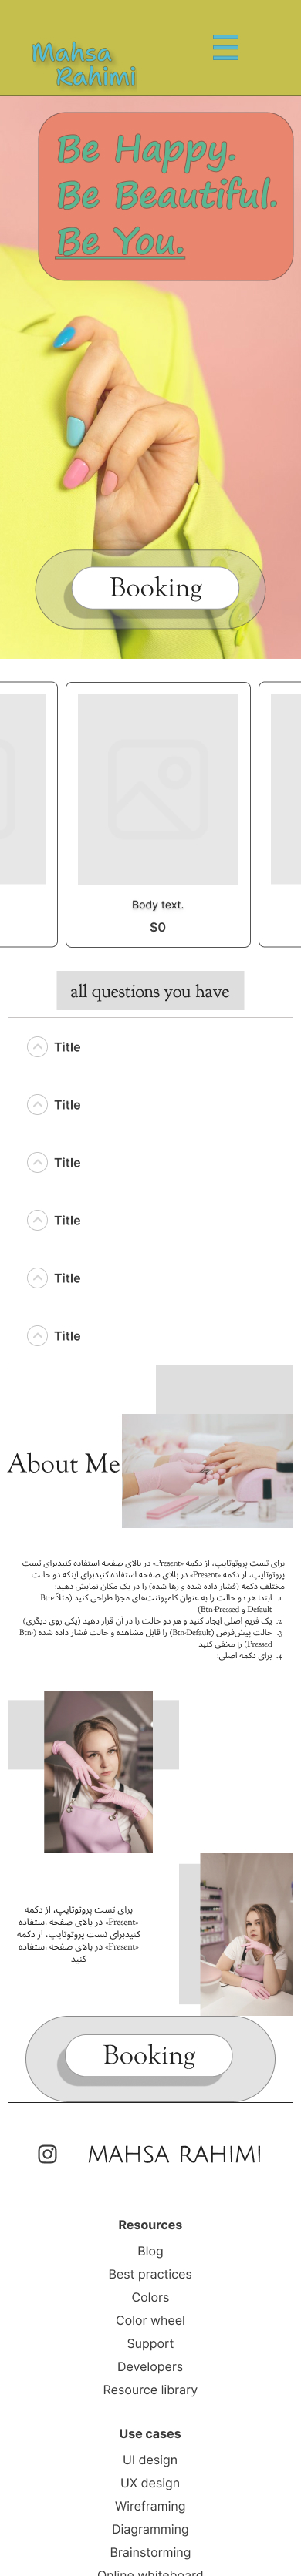 Mahsa
Rahimi
Be Happy.
Be Beautiful.
Be You.
Booking
Body text.
$0
all questions you have
Title
Title
Title
Title
Title
Title
About Me
برای تست پروتوتایپ، از دکمه «Present» در بالای صفحه استفاده کنیدبرای تست
پروتوتایپ، از دکمه «Present» در بالای صفحه استفاده کنیدبرای اینکه دو حالت
مختلف دکمه (فشار داده شده و رها شده) را در یک مکان نمایش دهید:
۱. ابتدا هر دو حالت را به عنوان کامپوننت‌های مجزا طراحی کنید (مثلاً Btn-
Default و Btn-Pressed)
۲. یک فریم اصلی ایجاد کنید و هر دو حالت را در آن قرار دهید (یکی روی دیگری)
۳. حالت پیش‌فرض (Btn-Default) را قابل مشاهده و حالت فشار داده شده (Btn-
Pressed) را مخفی کنید
۴. برای دکمه اصلی:
برای تست پروتوتایپ، از دکمه
«Present» در بالای صفحه استفاده
کنیدبرای تست پروتوتایپ، از دکمه
«Present» در بالای صفحه استفاده
کنید
Booking
MAHSA RAHIMI
Resources
Blog
Best practices
Colors
Color wheel
Support
Developers
Resource library
Use cases
UI design
UX design
Wireframing
Diagramming
Brainstorming
Online whiteboard